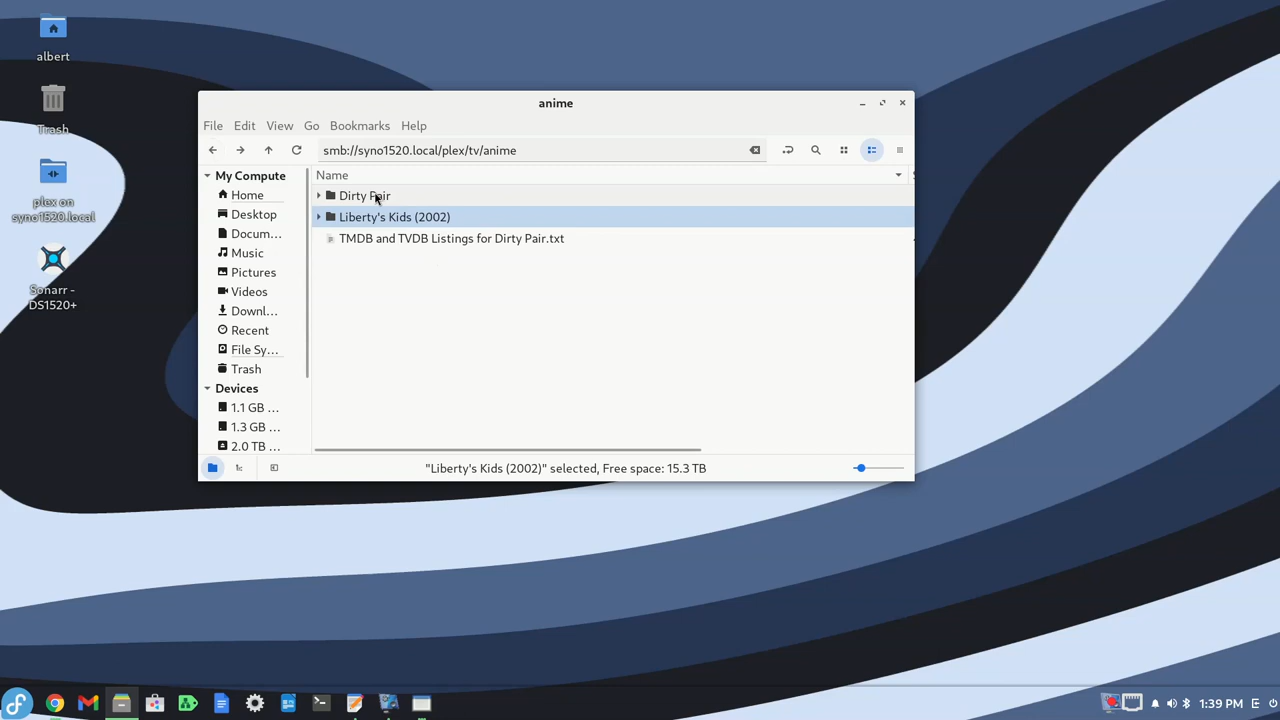 albert
Trash
plex on
syno1520.local
Sonarr -
DS1520+
anime
File Edit View Go Bookmarks Help
smb://syno1520.local/plex/tv/anime
My Compute
Home
Desktop
Docum...
Music
Pictures
Videos
Downl...
Recent
File Sy...
Trash
Devices
1.1 GB ...
1.3 GB ...
2.0 TB ...
Name
Dirty Pair
Liberty's Kids (2002)
TMDB and TVDB Listings for Dirty Pair.txt
"Liberty's Kids (2002)" selected, Free space: 15.3 TB
1:39 PM